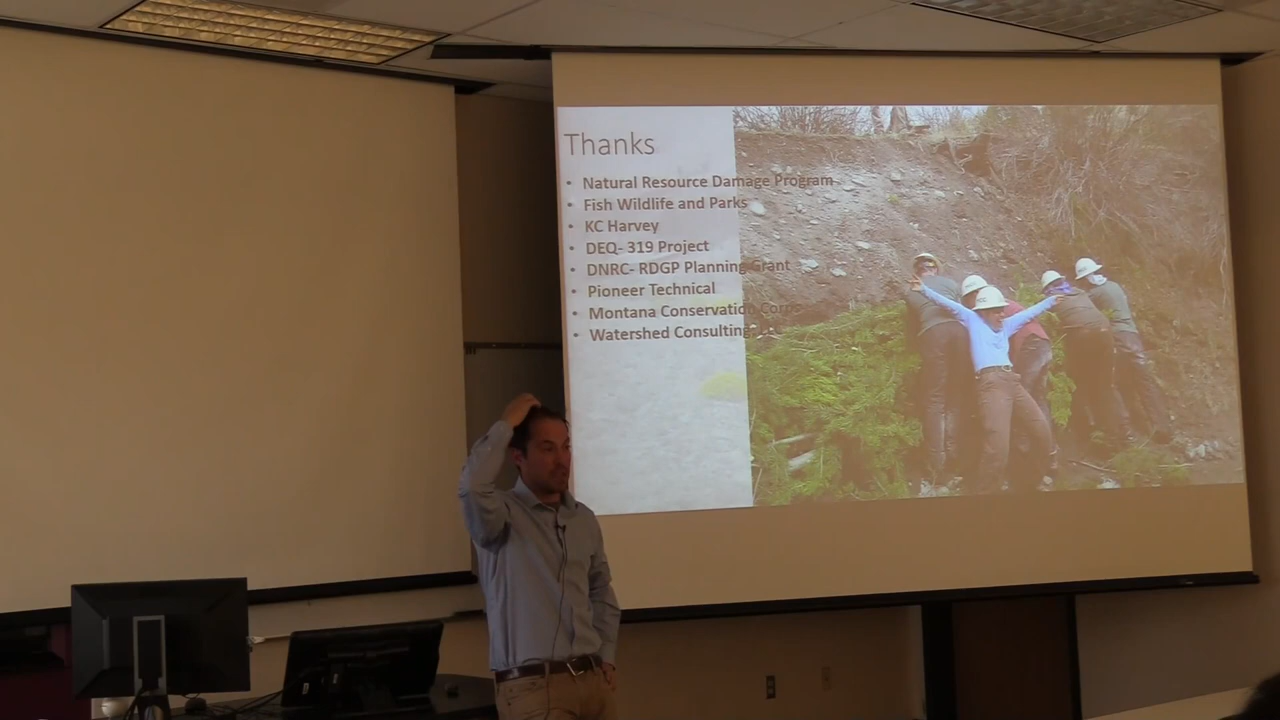 Thanks
• Natural Resource Damage Program
• Fish Wildlife and Parks
• KC Harvey
• DEQ- 319 Project
• DNRC- RDGP Planning Grant
• Pioneer Technical
• Montana Conservation Corps
• Watershed Consulting